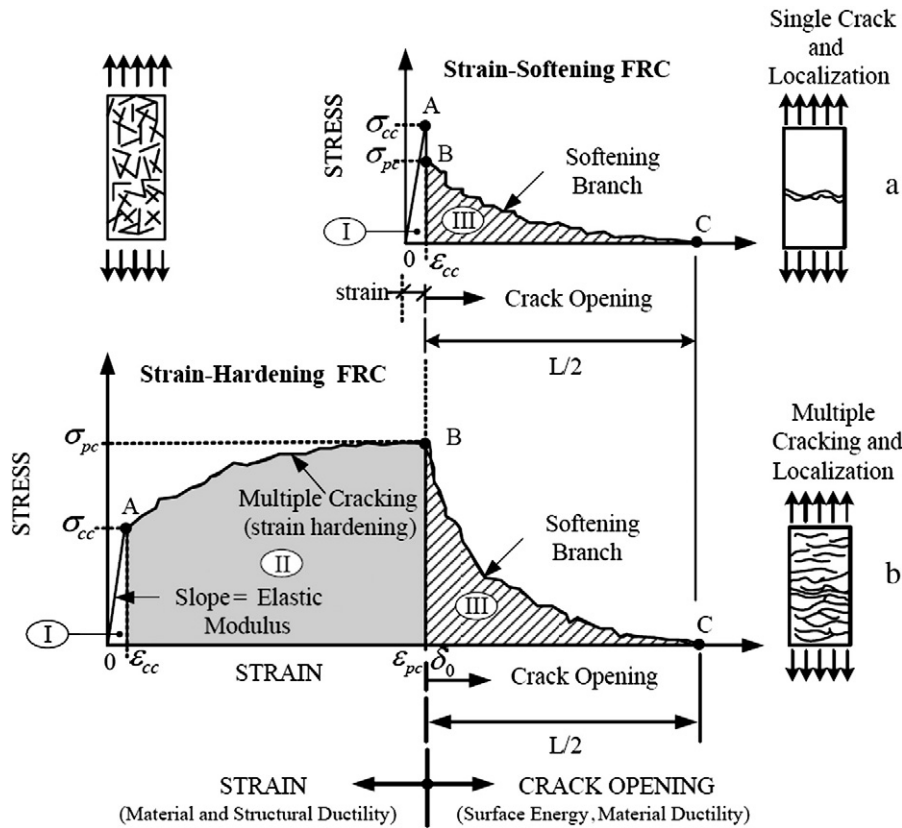 Single Crack
and
Localization
Strain-Softening FRC
STRESS
A
σcc
σpc
B
Softening
Branch
a
I
III
C
0
εcc
strain
Crack Opening
L/2
Strain-Hardening FRC
STRESS
σpc
B
Multiple
Cracking and
Localization
A
Multiple Cracking
(strain hardening)
σcc
Softening
Branch
II
b
Slope= Elastic
Modulus
III
I
C
0
εcc
STRAIN
εpc
δ0
Crack Opening
L/2
STRAIN
CRACK OPENING
(Material and Structural Ductility)
(Surface Energy, Material Ductility)